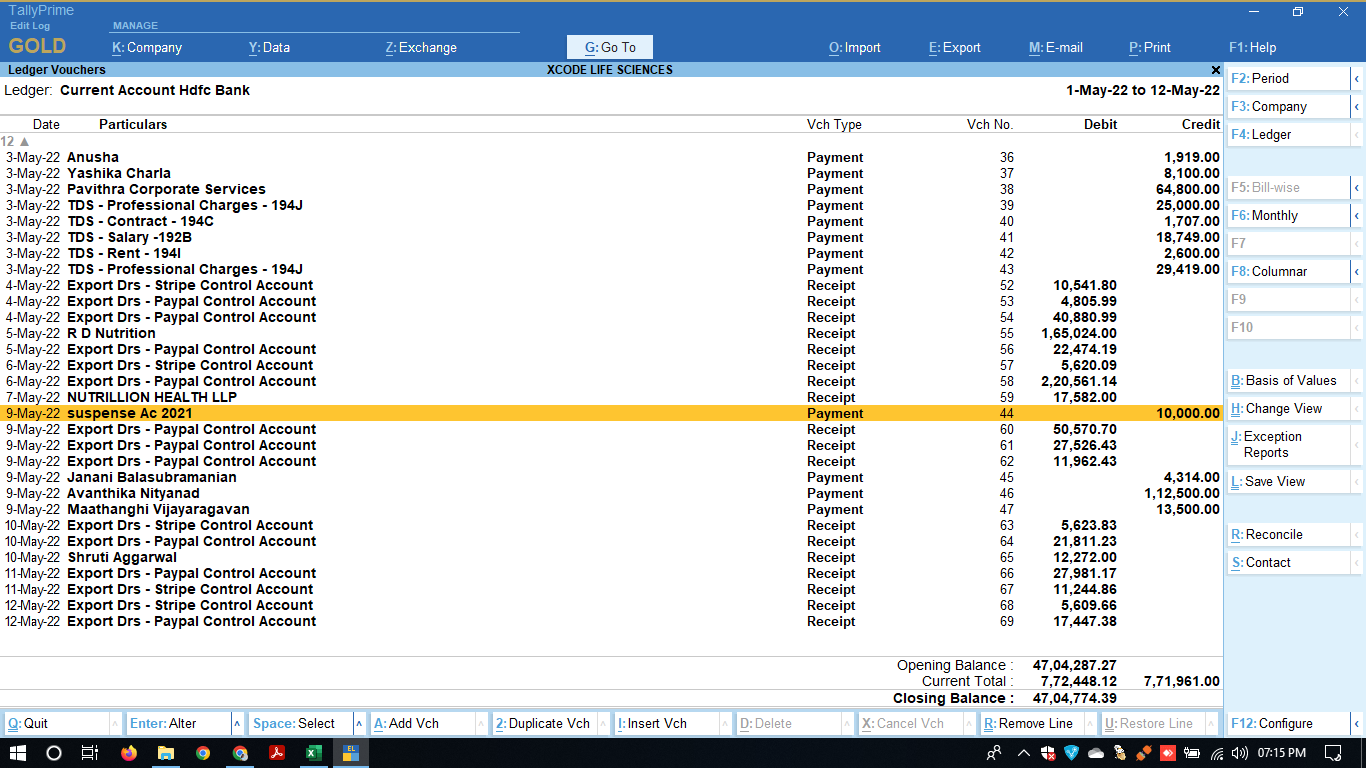 TallyPrime
Edit Log
MANAGE
GOLD K: Company Y: Data Z: Exchange G: Go To O: Import E: Export M: E-mail P: Print F1: Help
Ledger Vouchers XCODE LIFE SCIENCES
Ledger: Current Account Hdfc Bank 1-May-22 to 12-May-22
Date Particulars Vch Type Vch No. Debit Credit
12 ▲
3-May-22 Anusha Payment 36 1,919.00
3-May-22 Yashika Charla Payment 37 8,100.00
3-May-22 Pavithra Corporate Services Payment 38 64,800.00
3-May-22 TDS - Professional Charges - 194J Payment 39 25,000.00
3-May-22 TDS - Contract - 194C Payment 40 1,707.00
3-May-22 TDS - Salary -192B Payment 41 18,749.00
3-May-22 TDS - Rent - 194I Payment 42 2,600.00
3-May-22 TDS - Professional Charges - 194J Payment 43 29,419.00
4-May-22 Export Drs - Stripe Control Account Receipt 52 10,541.80
4-May-22 Export Drs - Paypal Control Account Receipt 53 4,805.99
4-May-22 Export Drs - Paypal Control Account Receipt 54 40,880.99
5-May-22 R D Nutrition Receipt 55 1,65,024.00
5-May-22 Export Drs - Paypal Control Account Receipt 56 22,474.19
6-May-22 Export Drs - Stripe Control Account Receipt 57 5,620.09
6-May-22 Export Drs - Paypal Control Account Receipt 58 2,20,561.14
7-May-22 NUTRILLION HEALTH LLP Receipt 59 17,582.00
9-May-22 suspense Ac 2021 Payment 44 10,000.00
9-May-22 Export Drs - Paypal Control Account Receipt 60 50,570.70
9-May-22 Export Drs - Paypal Control Account Receipt 61 27,526.43
9-May-22 Export Drs - Paypal Control Account Receipt 62 11,962.43
9-May-22 Janani Balasubramanian Payment 45 4,314.00
9-May-22 Avanthika Nityanad Payment 46 1,12,500.00
9-May-22 Maathanghi Vijayaragavan Payment 47 13,500.00
10-May-22 Export Drs - Stripe Control Account Receipt 63 5,623.83
10-May-22 Export Drs - Paypal Control Account Receipt 64 21,811.23
10-May-22 Shruti Aggarwal Receipt 65 12,272.00
11-May-22 Export Drs - Paypal Control Account Receipt 66 27,981.17
11-May-22 Export Drs - Stripe Control Account Receipt 67 11,244.86
12-May-22 Export Drs - Stripe Control Account Receipt 68 5,609.66
12-May-22 Export Drs - Paypal Control Account Receipt 69 17,447.38
Opening Balance : 47,04,287.27
Current Total : 7,72,448.12 7,71,961.00
Closing Balance : 47,04,774.39
F2: Period
F3: Company
F4: Ledger
F5: Bill-wise
F6: Monthly
F7
F8: Columnar
F9
F10
B: Basis of Values
H: Change View
J: Exception
Reports
L: Save View
R: Reconcile
S: Contact
Q: Quit Enter: Alter Space: Select A: Add Vch 2: Duplicate Vch I: Insert Vch D: Delete X: Cancel Vch R: Remove Line U: Restore Line F12: Configure
EL
07:15 PM